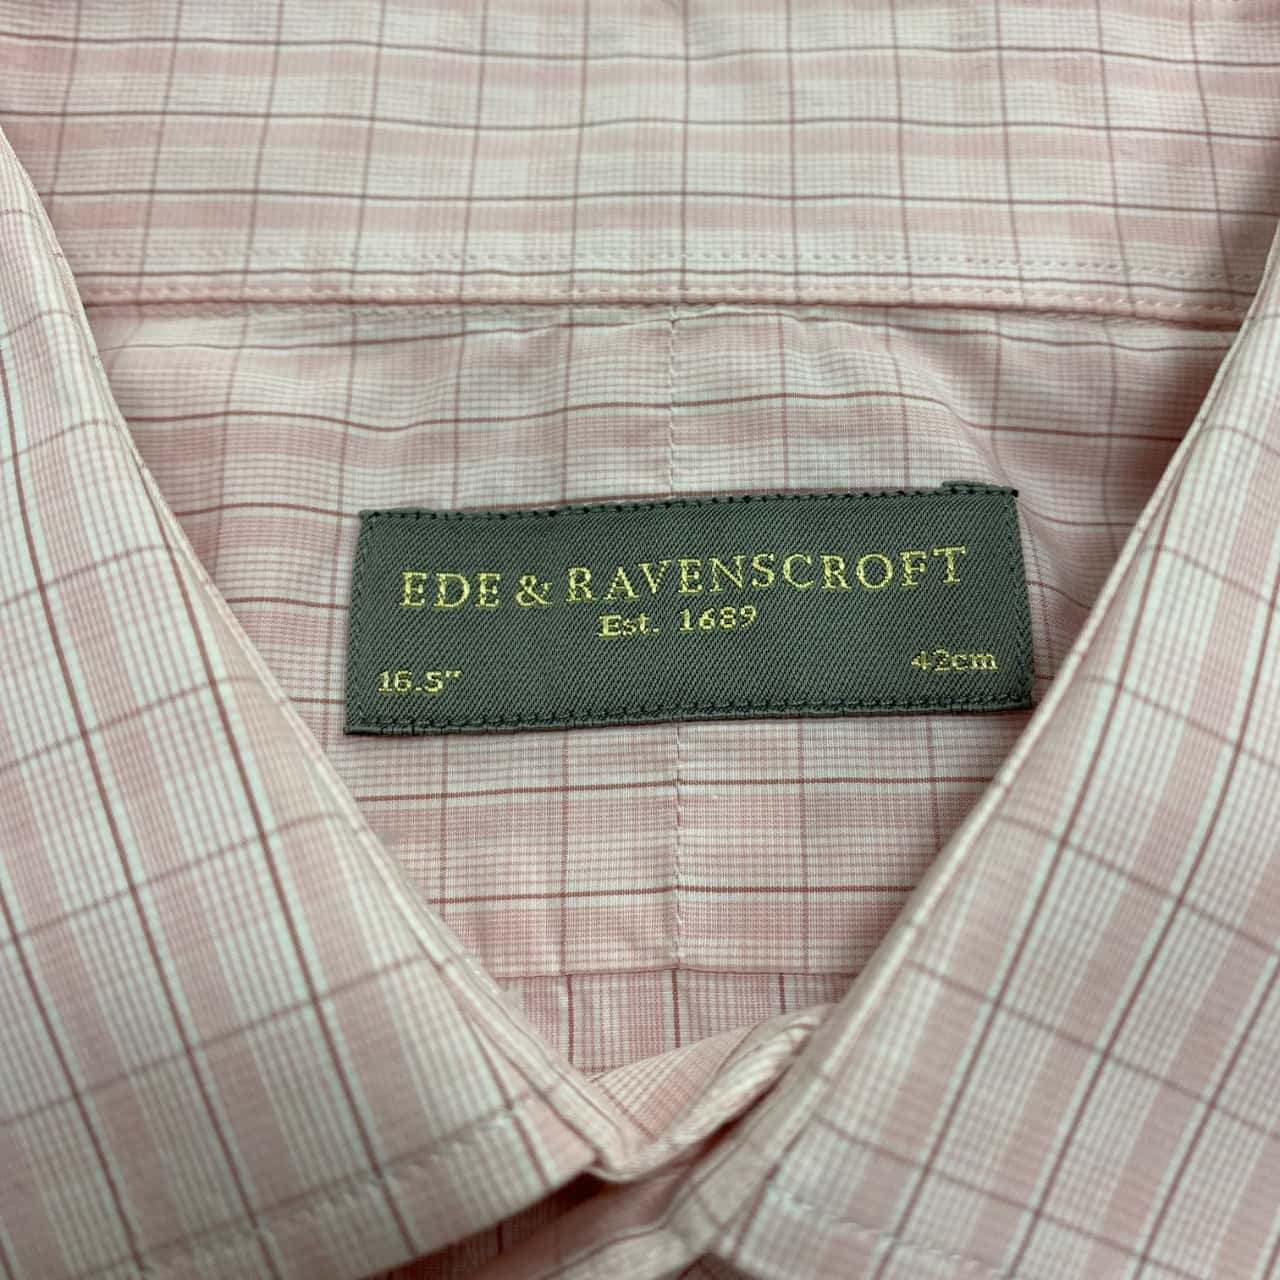 EDE & RAVENSCROFT
Est. 1689
16.5" 42cm